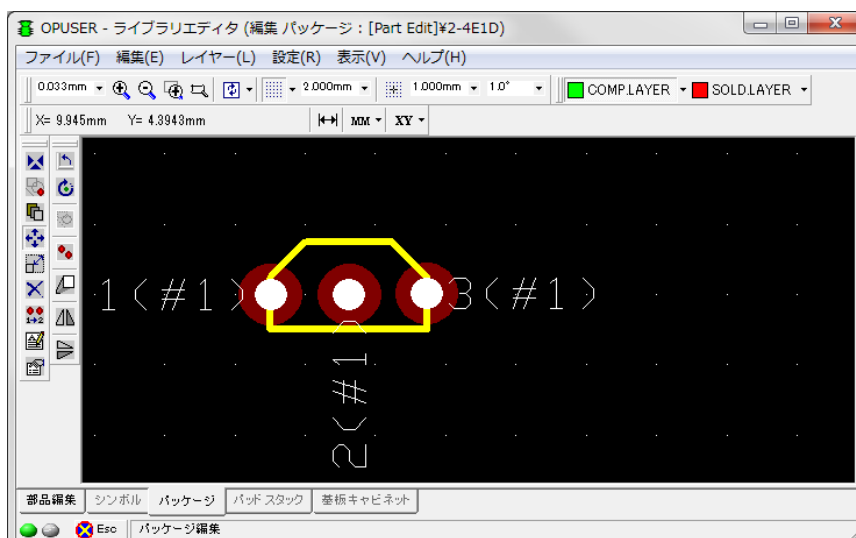 OPUSER - ライブラリエディタ (編集 パッケージ : [Part Edit]¥2-4E1D)
ファイル(F) 編集(E) レイヤー(L) 設定(R) 表示(V) ヘルプ(H)
0.033mm 2.000mm 1.000mm 1.0° COMP.LAYER SOLD.LAYER
X= 9.945mm Y= 4.3943mm MM XY
1(#1) 3(#1)
2(#1)
部品編集 シンボル パッケージ パッド スタック 基板キャビネット
Esc パッケージ編集